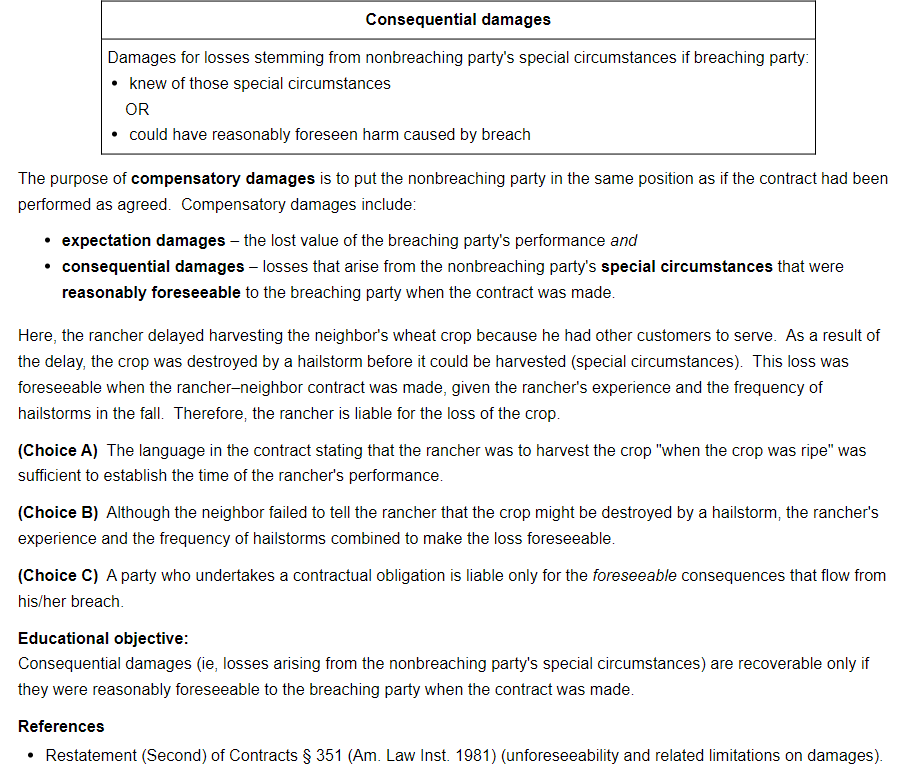 Consequential damages
Damages for losses stemming from nonbreaching party's special circumstances if breaching party:
• knew of those special circumstances
OR
• could have reasonably foreseen harm caused by breach
The purpose of compensatory damages is to put the nonbreaching party in the same position as if the contract had been
performed as agreed. Compensatory damages include:
• expectation damages – the lost value of the breaching party's performance and
• consequential damages – losses that arise from the nonbreaching party's special circumstances that were
reasonably foreseeable to the breaching party when the contract was made.
Here, the rancher delayed harvesting the neighbor's wheat crop because he had other customers to serve. As a result of
the delay, the crop was destroyed by a hailstorm before it could be harvested (special circumstances). This loss was
foreseeable when the rancher–neighbor contract was made, given the rancher's experience and the frequency of
hailstorms in the fall. Therefore, the rancher is liable for the loss of the crop.
(Choice A) The language in the contract stating that the rancher was to harvest the crop "when the crop was ripe" was
sufficient to establish the time of the rancher's performance.
(Choice B) Although the neighbor failed to tell the rancher that the crop might be destroyed by a hailstorm, the rancher's
experience and the frequency of hailstorms combined to make the loss foreseeable.
(Choice C) A party who undertakes a contractual obligation is liable only for the foreseeable consequences that flow from
his/her breach.
Educational objective:
Consequential damages (ie, losses arising from the nonbreaching party's special circumstances) are recoverable only if
they were reasonably foreseeable to the breaching party when the contract was made.
References
• Restatement (Second) of Contracts § 351 (Am. Law Inst. 1981) (unforeseeability and related limitations on damages).